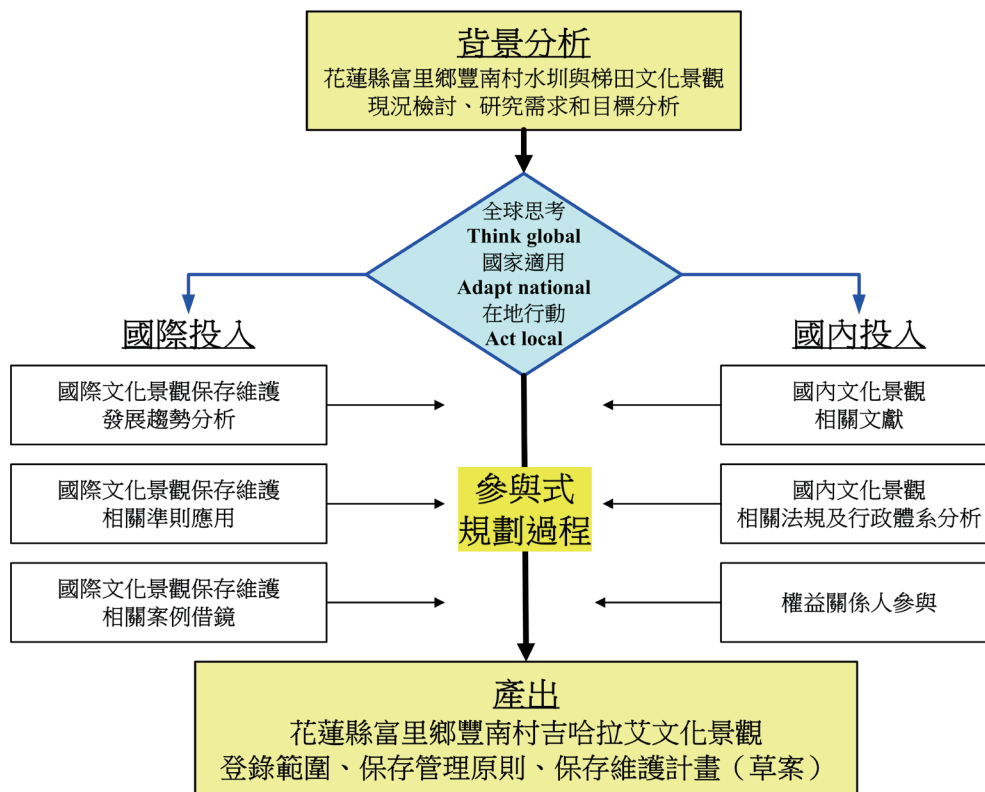 背景分析
花蓮縣富里鄉豐南村水圳與梯田文化景觀
現況檢討、研究需求和目標分析
全球思考
Think global
國家適用
Adapt national
在地行動
Act local
國際投入
國際文化景觀保存維護
發展趨勢分析
國際文化景觀保存維護
相關準則應用
國際文化景觀保存維護
相關案例借鏡
參與式
規劃過程
國內投入
國內文化景觀
相關文獻
國內文化景觀
相關法規及行政體系分析
權益關係人參與
產出
花蓮縣富里鄉豐南村吉哈拉艾文化景觀
登錄範圍、保存管理原則、保存維護計畫（草案）